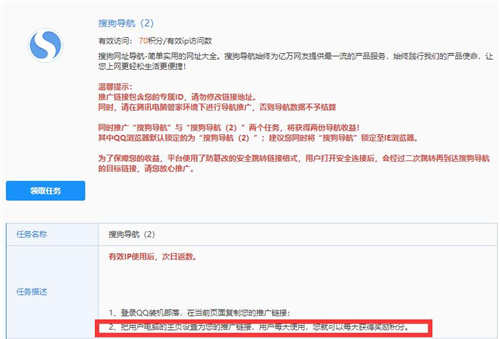 搜狗导航（2）
有效访问： 70积分/有效ip访问数
搜狗网址导航-简单实用的网址大全。搜狗导航始终为亿万网友提供最一流的产品服务，始终践行我们的产品使命，让
您上网更轻松生活更便捷！
温馨提示：
推广链接包含您的专属ID，请勿修改链接地址。
同时，请在腾讯电脑管家环境下进行导航推广，否则导航数据不予结算
同时推广“搜狗导航”与“搜狗导航（2）”两个任务，将获得两份导航收益！
其中QQ浏览器默认锁定的为“搜狗导航（2）”；建议您同时将“搜狗导航”锁定至IE浏览器。
为了保障您的收益，平台使用了防篡改的安全跳转链接格式，用户打开安全连接后，会经过二次跳转再到达搜狗导航
的目标链接，请您放心推广。
领取任务
任务名称
搜狗导航（2）
有效IP使用后，次日返数。
任务描述
1、登录QQ装机部落，在当前页面复制您的推广链接；
2、把用户电脑的主页设置为您的推广链接，用户每天使用，您就可以每天获得奖励积分。